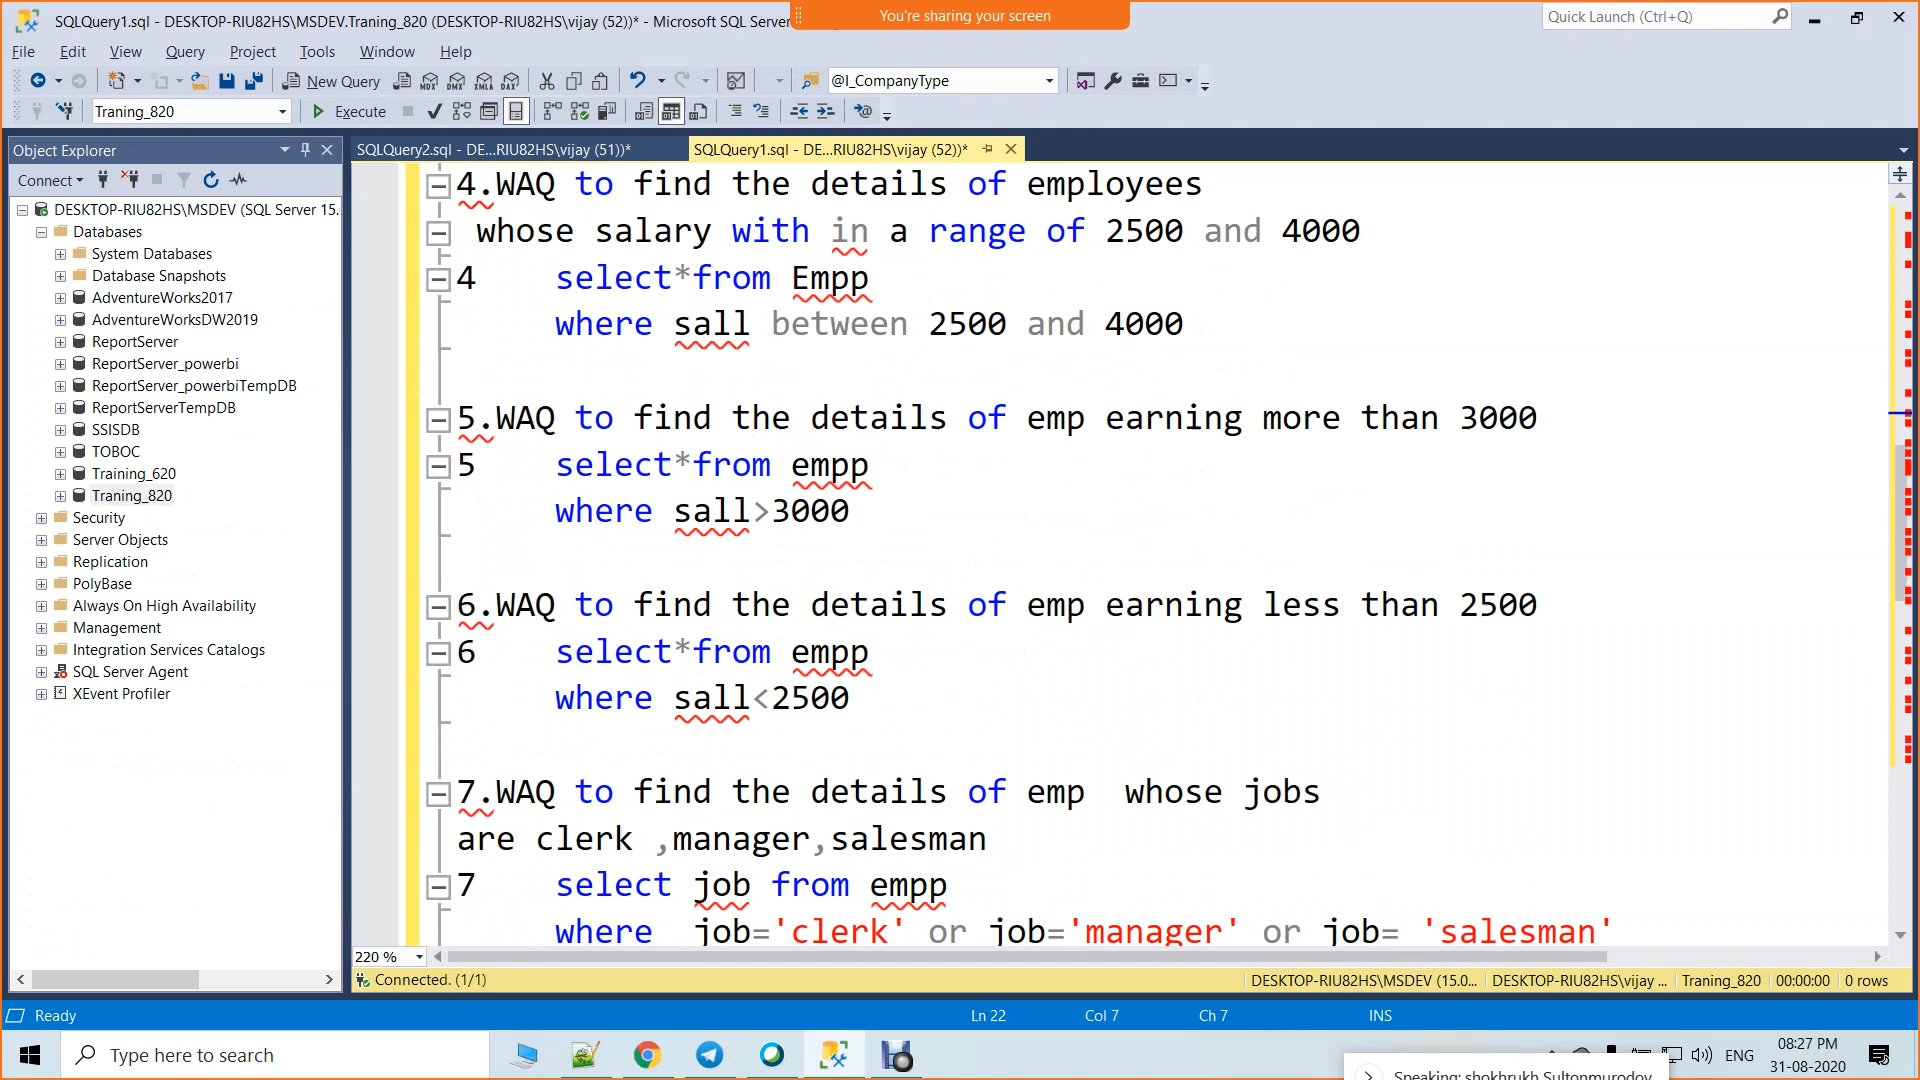 SQLQuery1.sql - DESKTOP-RIU82HS\MSDEV.Traning_820 (DESKTOP-RIU82HS\vijay (52))* - Microsoft SQL Server
You're sharing your screen
Quick Launch (Ctrl+Q)
File Edit View Query Project Tools Window Help
New Query
@I_CompanyType
Traning_820
Execute
Object Explorer
SQLQuery2.sql - DE...RIU82HS\vijay (51))*
SQLQuery1.sql - DE...RIU82HS\vijay (52))*
Connect
DESKTOP-RIU82HS\MSDEV (SQL Server 15.
Databases
System Databases
Database Snapshots
AdventureWorks2017
AdventureWorksDW2019
ReportServer
ReportServer_powerbi
ReportServer_powerbiTempDB
ReportServerTempDB
SSISDB
TOBOC
Training_620
Traning_820
Security
Server Objects
Replication
PolyBase
Always On High Availability
Management
Integration Services Catalogs
SQL Server Agent
XEvent Profiler
4.WAQ to find the details of employees
whose salary with in a range of 2500 and 4000
4 select*from Empp
where sall between 2500 and 4000
5.WAQ to find the details of emp earning more than 3000
5 select*from empp
where sall>3000
6.WAQ to find the details of emp earning less than 2500
6 select*from empp
where sall<2500
7.WAQ to find the details of emp  whose jobs
are clerk ,manager,salesman
7 select job from empp
where  job='clerk' or job='manager' or job= 'salesman'
220 %
Connected. (1/1)
DESKTOP-RIU82HS\MSDEV (15.0... DESKTOP-RIU82HS\vijay ... Traning_820 00:00:00 0 rows
Ready
Ln 22 Col 7 Ch 7 INS
Type here to search
ENG
08:27 PM
31-08-2020
Speaking: shokhrukh Sultonmurodov